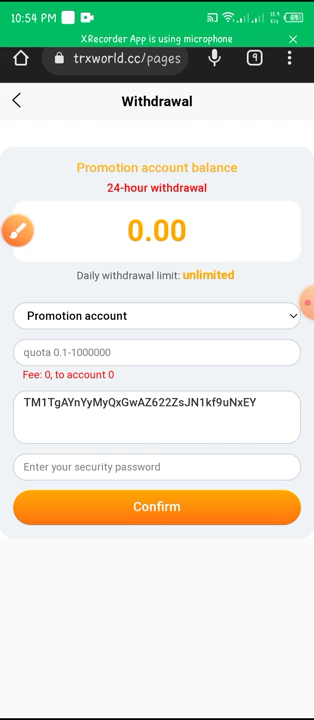 10:54 PM
XRecorder App is using microphone
trxworld.cc/pages
9
Withdrawal
Promotion account balance
24-hour withdrawal
0.00
Daily withdrawal limit: unlimited
Promotion account
quota 0.1-1000000
Fee: 0, to account 0
TM1TgAYnYyMyQxGwAZ622ZsJN1kf9uNxEY
Enter your security password
Confirm